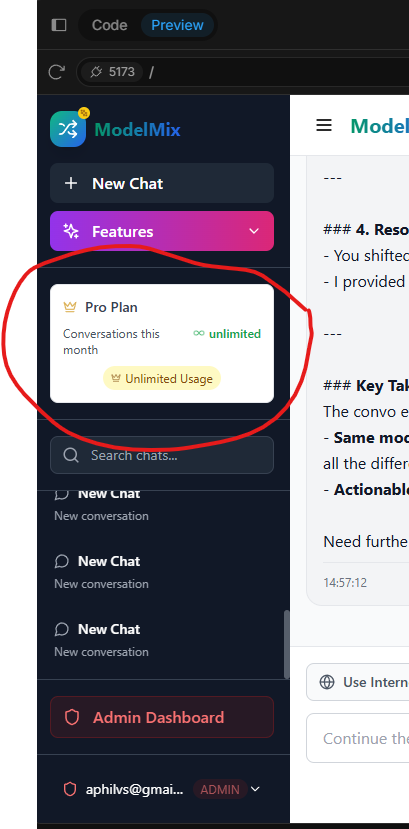 Code Preview
5173 /
ModelMix
New Chat
Features
Pro Plan
Conversations this
month
∞ unlimited
Unlimited Usage
Search chats...
New Chat
New conversation
New Chat
New conversation
New Chat
New conversation
Admin Dashboard
aphilvs@gmai... ADMIN
Model
---
### 4. Reso
- You shifted
- I provided
---
### Key Tak
The convo e
- Same mod
all the differ
- Actionable
Need furthe
14:57:12
Use Intern
Continue the